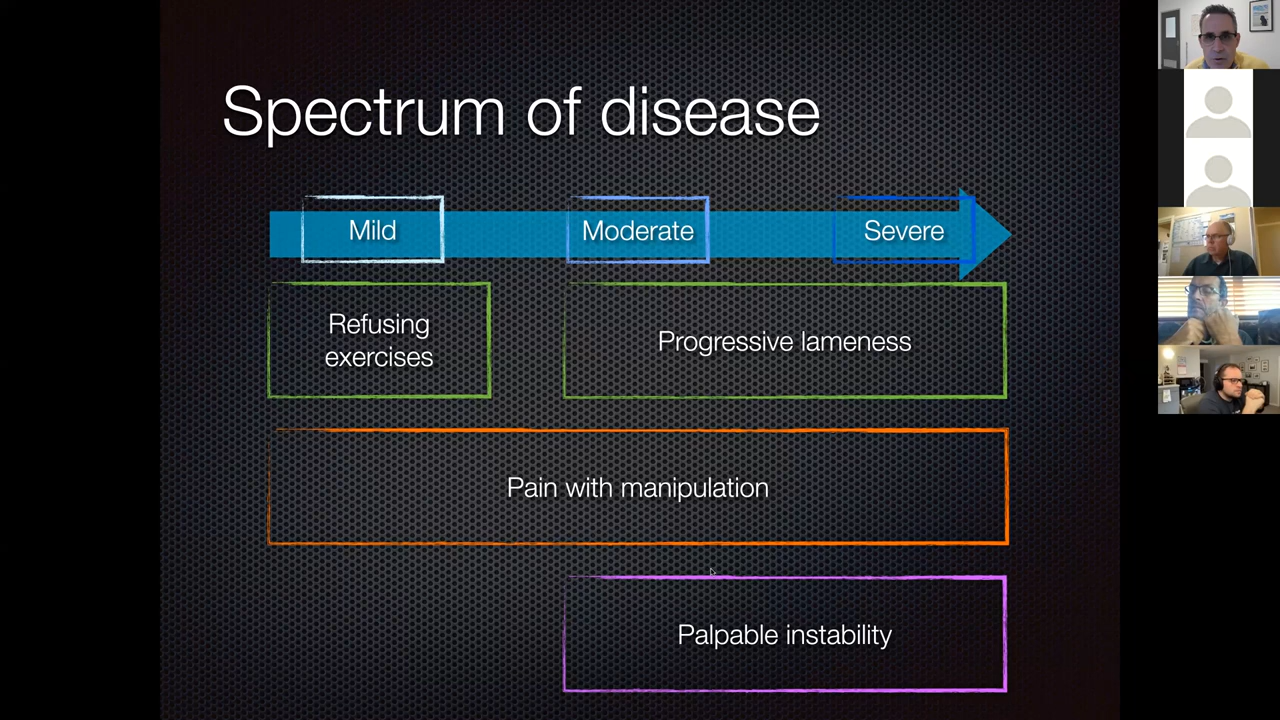 Spectrum of disease
Mild
Moderate
Severe
Refusing
exercises
Progressive lameness
Pain with manipulation
Palpable instability